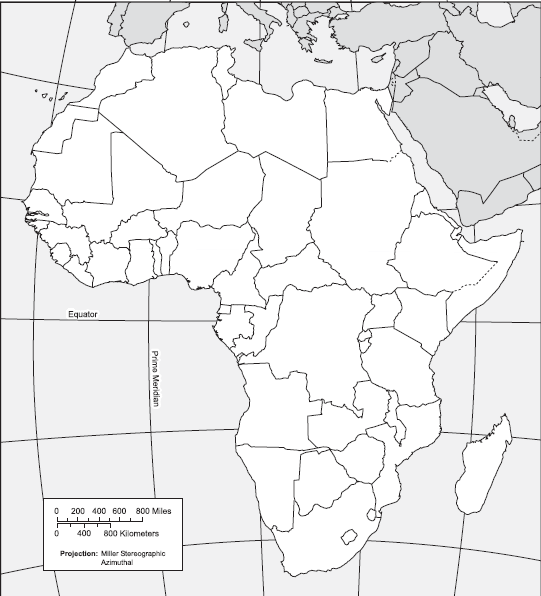 Equator
Prime Meridian
0 200 400 600 800 Miles
0 400 800 Kilometers
Projection: Miller Stereographic
Azimuthal